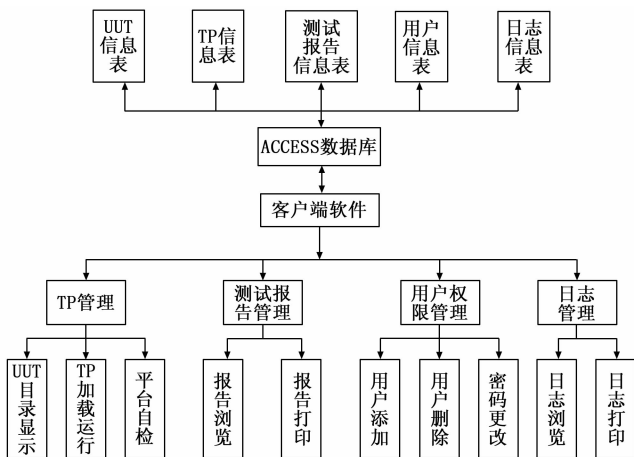 UUT
信息
表
TP信
息表
测试
报告
信息表
用户
信息
表
日志
信息
表
ACCESS数据库
客户端软件
TP管理
测试报
告管理
用户权
限管理
日志
管理
UUT
目录显示
TP
加载运行
平台自检
报告浏览
报告打印
用户添加
用户删除
密码更改
日志浏览
日志打印